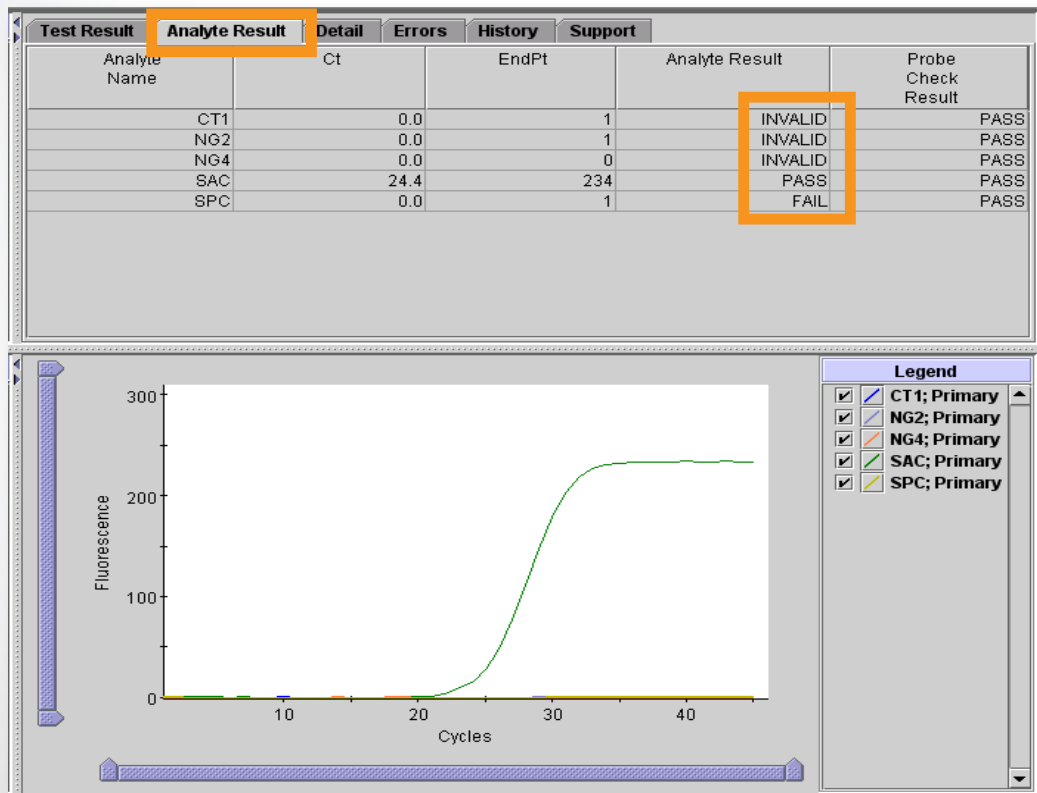 Test Result Analyte Result Detail Errors History Support
Analyte Name Ct EndPt Analyte Result Probe Check Result
CT1 0.0 1 INVALID PASS
NG2 0.0 1 INVALID PASS
NG4 0.0 0 INVALID PASS
SAC 24.4 234 PASS PASS
SPC 0.0 1 FAIL PASS
Legend
CT1; Primary
NG2; Primary
NG4; Primary
SAC; Primary
SPC; Primary
300
200
100
0
Fluorescence
10 20 30 40
Cycles